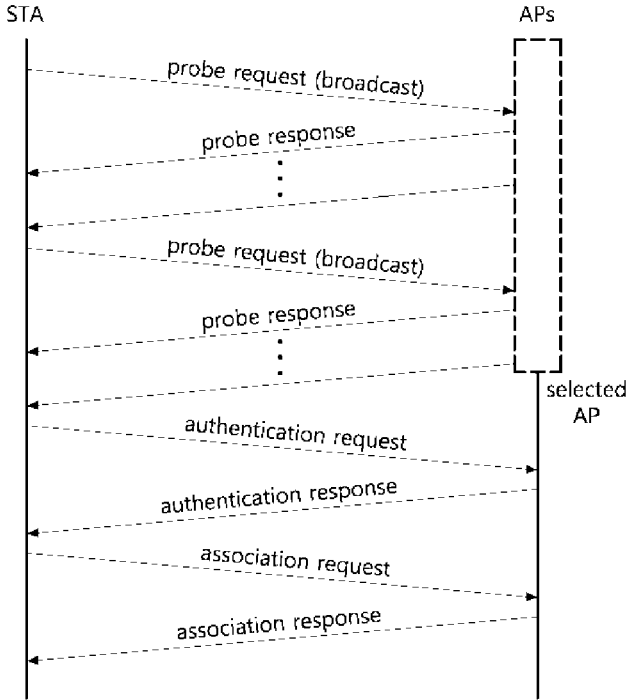 STA
APs
probe request (broadcast)
probe response
probe request (broadcast)
probe response
selected
AP
authentication request
authentication response
association request
association response